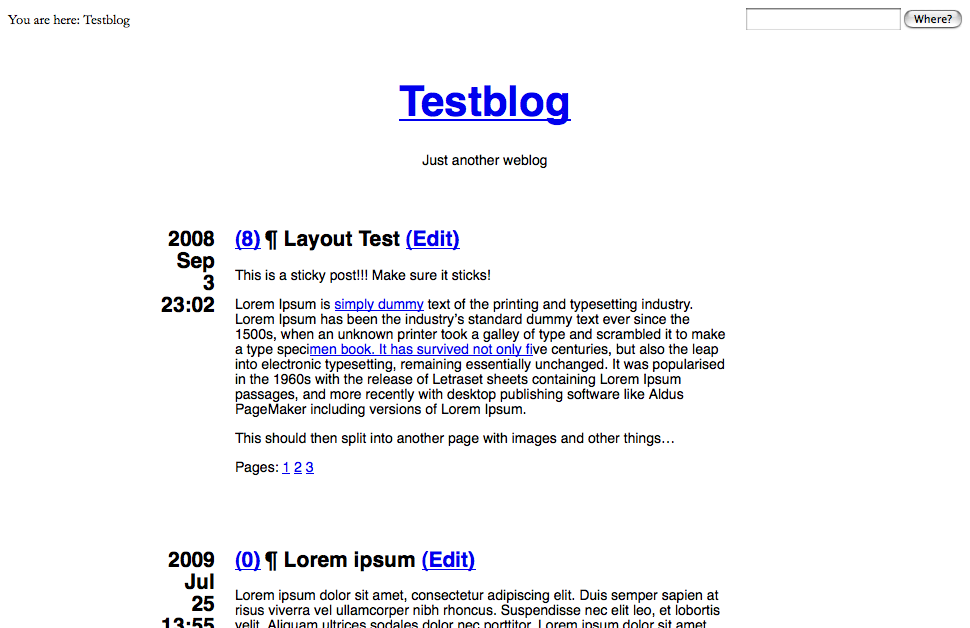 You are here: Testblog
Where?
Testblog
Just another weblog
2008
Sep
3
23:02
(8) ¶ Layout Test (Edit)
This is a sticky post!!! Make sure it sticks!
Lorem Ipsum is simply dummy text of the printing and typesetting industry.
Lorem Ipsum has been the industry’s standard dummy text ever since the
1500s, when an unknown printer took a galley of type and scrambled it to make
a type specimen book. It has survived not only five centuries, but also the leap
into electronic typesetting, remaining essentially unchanged. It was popularised
in the 1960s with the release of Letraset sheets containing Lorem Ipsum
passages, and more recently with desktop publishing software like Aldus
PageMaker including versions of Lorem Ipsum.
This should then split into another page with images and other things…
Pages: 1 2 3
2009
Jul
25
13:55
(0) ¶ Lorem ipsum (Edit)
Lorem ipsum dolor sit amet, consectetur adipiscing elit. Duis semper sapien at
risus viverra vel ullamcorper nibh rhoncus. Suspendisse nec elit leo, et lobortis
velit. Aliquam ultrices sodales dolor nec porttitor. Lorem ipsum dolor sit amet